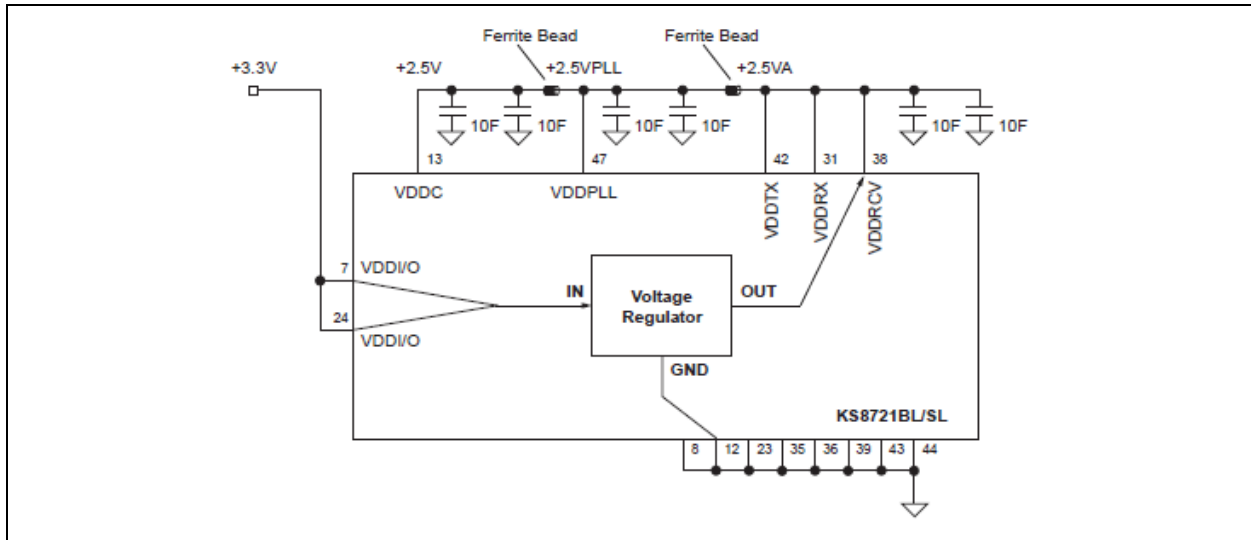 Ferrite Bead
Ferrite Bead
+3.3V
+2.5V
+2.5VPLL
+2.5VA
10F
10F
10F
10F
10F
10F
13
47
42
31
38
VDDC
VDDPLL
VDDTX
VDDRX
VDDRCV
7
VDDI/O
24
VDDI/O
IN
Voltage
Regulator
OUT
GND
KS8721BL/SL
8
12
23
35
36
39
43
44